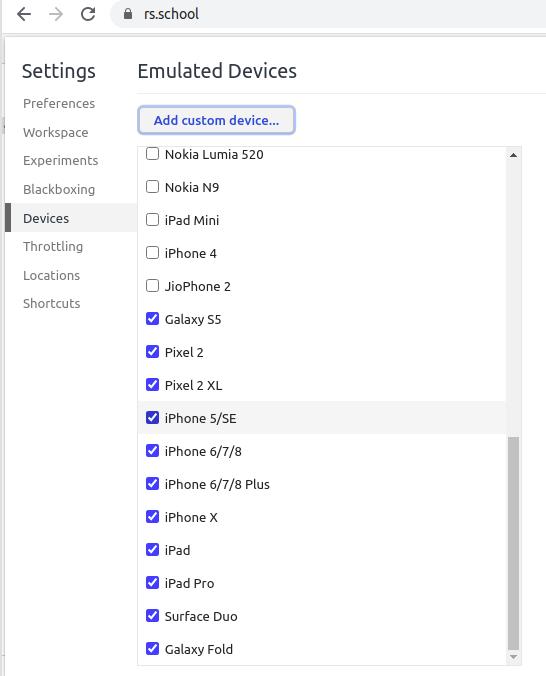 rs.school
Settings
Preferences
Workspace
Experiments
Blackboxing
Devices
Throttling
Locations
Shortcuts
Emulated Devices
Add custom device...
Nokia Lumia 520
Nokia N9
iPad Mini
iPhone 4
JioPhone 2
Galaxy S5
Pixel 2
Pixel 2 XL
iPhone 5/SE
iPhone 6/7/8
iPhone 6/7/8 Plus
iPhone X
iPad
iPad Pro
Surface Duo
Galaxy Fold